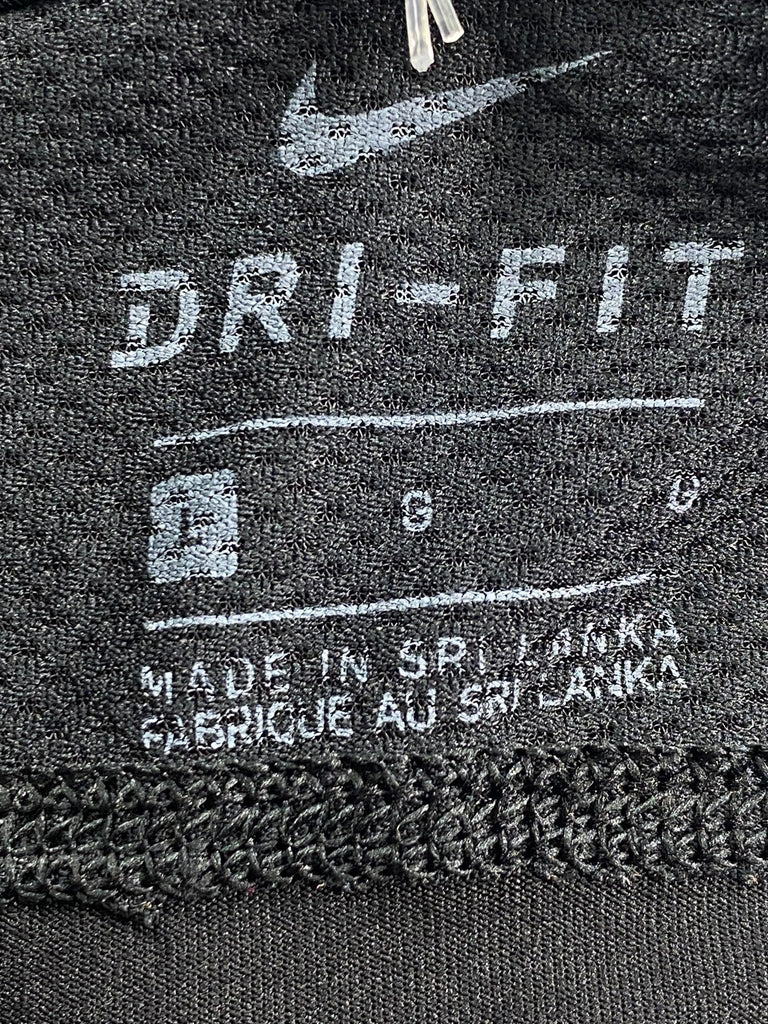 DRI-FIT
L G G
MADE IN SRI LANKA
FABRIQUE AU SRI LANKA